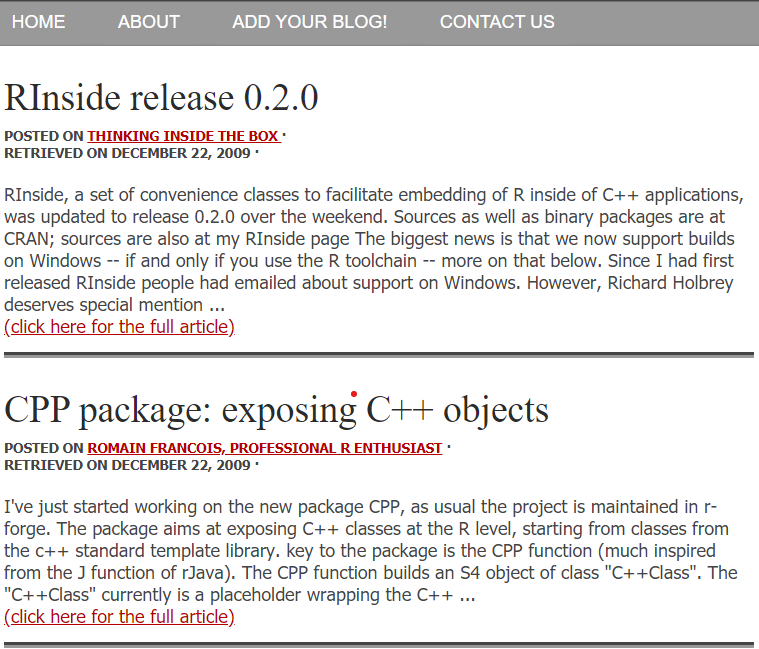 HOME ABOUT ADD YOUR BLOG! CONTACT US
RInside release 0.2.0
POSTED ON THINKING INSIDE THE BOX ·
RETRIEVED ON DECEMBER 22, 2009 ·
RInside, a set of convenience classes to facilitate embedding of R inside of C++ applications,
was updated to release 0.2.0 over the weekend. Sources as well as binary packages are at
CRAN; sources are also at my RInside page The biggest news is that we now support builds
on Windows -- if and only if you use the R toolchain -- more on that below. Since I had first
released RInside people had emailed about support on Windows. However, Richard Holbrey
deserves special mention ...
(click here for the full article)
CPP package: exposing C++ objects
POSTED ON ROMAIN FRANCOIS, PROFESSIONAL R ENTHUSIAST ·
RETRIEVED ON DECEMBER 22, 2009 ·
I've just started working on the new package CPP, as usual the project is maintained in r-
forge. The package aims at exposing C++ classes at the R level, starting from classes from
the c++ standard template library. key to the package is the CPP function (much inspired
from the J function of rJava). The CPP function builds an S4 object of class "C++Class". The
"C++Class" currently is a placeholder wrapping the C++ ...
(click here for the full article)